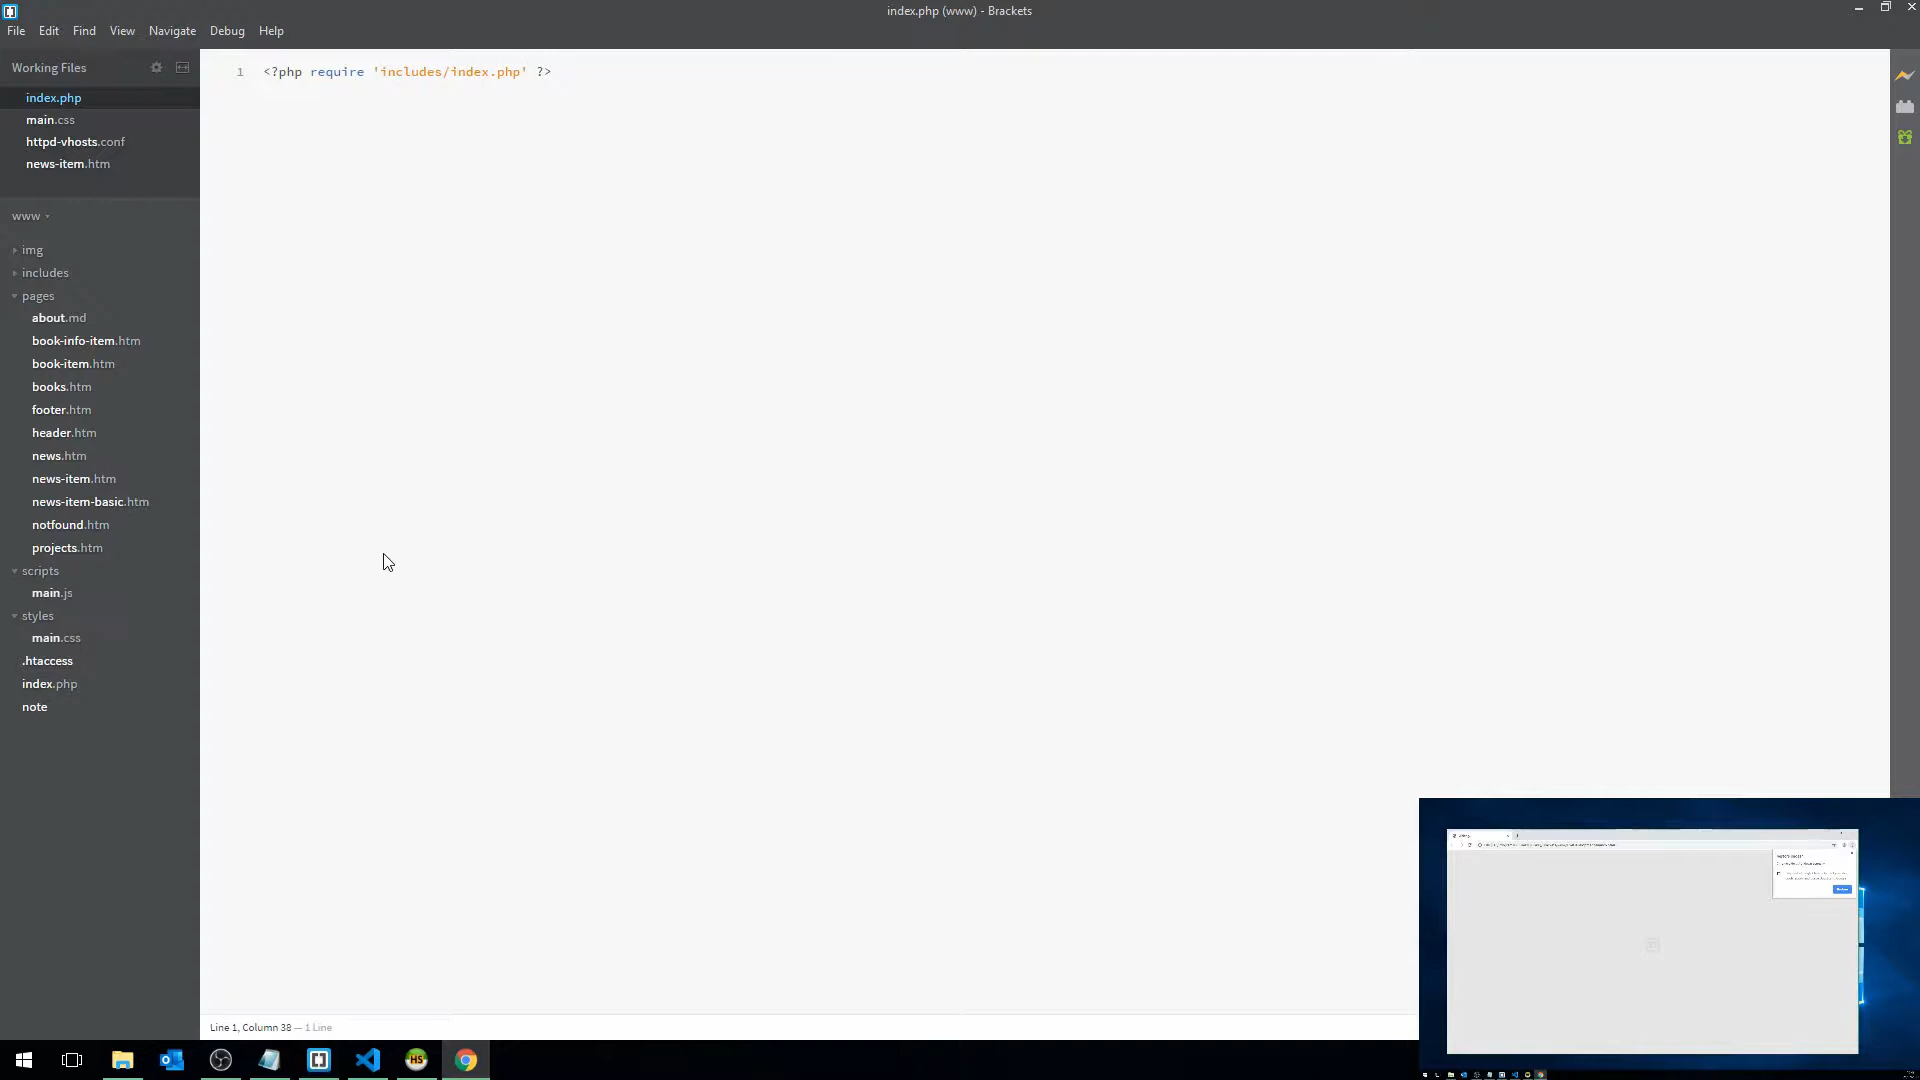 index.php (www) - Brackets
File Edit Find View Navigate Debug Help
Working Files
index.php
main.css
httpd-vhosts.conf
news-item.htm
www
img
includes
pages
about.md
book-info-item.htm
book-item.htm
books.htm
footer.htm
header.htm
news.htm
news-item.htm
news-item-basic.htm
notfound.htm
projects.htm
scripts
main.js
styles
main.css
.htaccess
index.php
note
1 <?php require 'includes/index.php' ?>
Line 1, Column 38 — 1 Line
HS